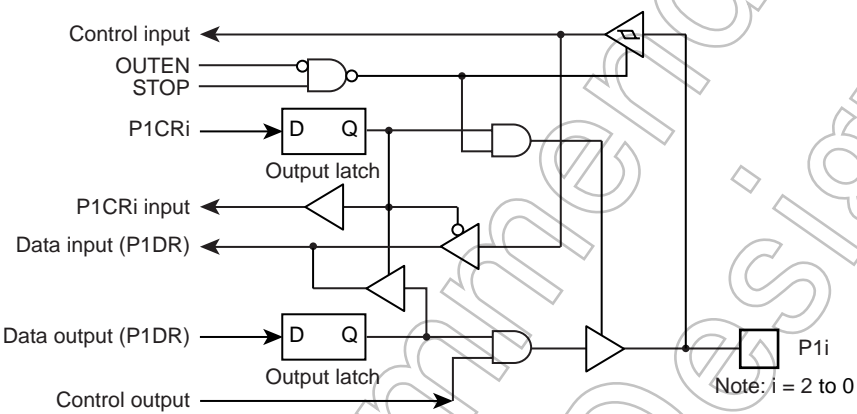 Control input
OUTEN
STOP
P1CRi
D Q
Output latch
P1CRi input
Data input (P1DR)
Data output (P1DR)
D Q
Output latch
P1i
Note: i = 2 to 0
Control output